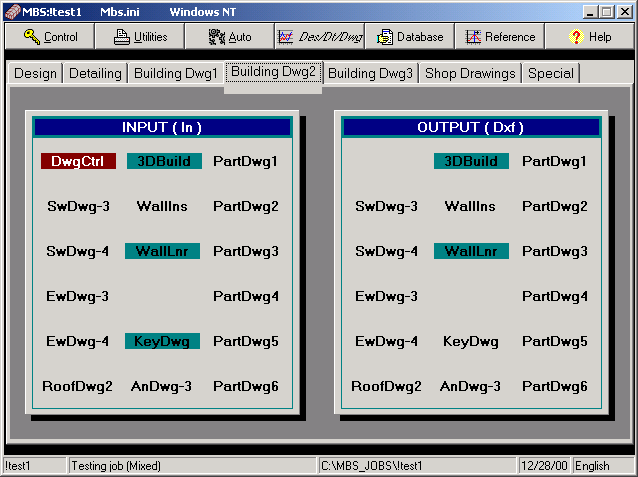 MBS:!test1 Mbs.ini Windows NT
Control Utilities Auto Des/Dt/Dwg Database Reference ? Help
Design Detailing Building Dwg1 Building Dwg2 Building Dwg3 Shop Drawings Special
INPUT ( In )
DwgCtrl 3DBuild PartDwg1
SwDwg-3 WallIns PartDwg2
SwDwg-4 WallLnr PartDwg3
EwDwg-3 PartDwg4
EwDwg-4 KeyDwg PartDwg5
RoofDwg2 AnDwg-3 PartDwg6
OUTPUT ( Dxf )
3DBuild PartDwg1
SwDwg-3 WallIns PartDwg2
SwDwg-4 WallLnr PartDwg3
EwDwg-3 PartDwg4
EwDwg-4 KeyDwg PartDwg5
RoofDwg2 AnDwg-3 PartDwg6
!test1 Testing job (Mixed) C:\MBS_JOBS\!test1 12/28/00 English